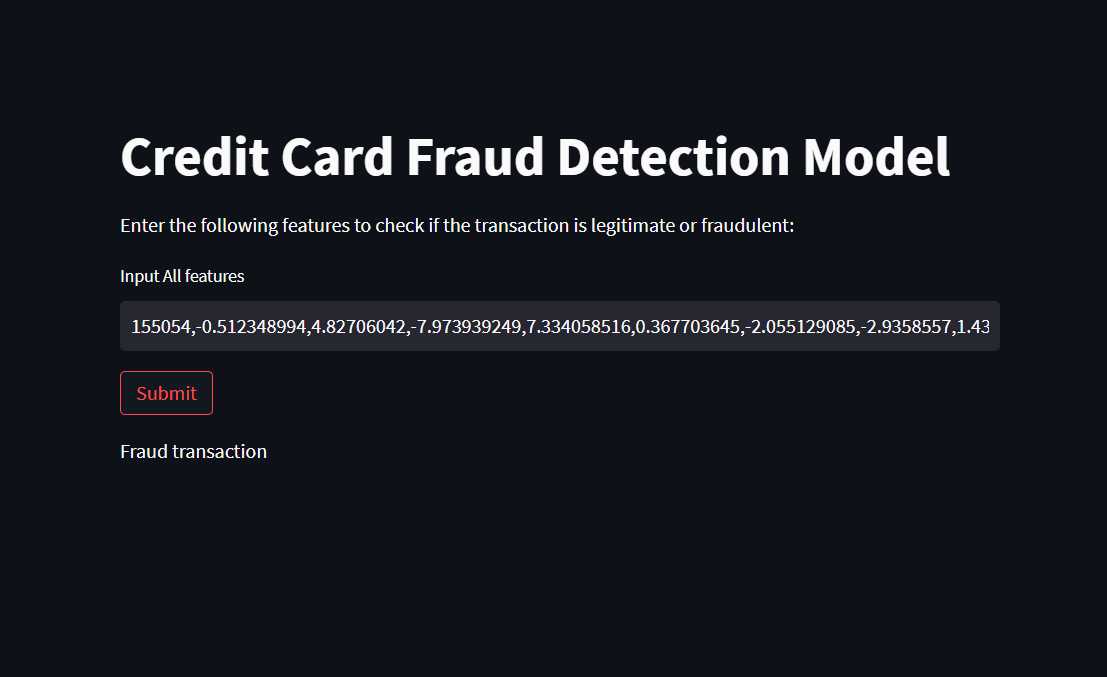 Credit Card Fraud Detection Model
Enter the following features to check if the transaction is legitimate or fraudulent:
Input All features
155054,-0.512348994,4.82706042,-7.973939249,7.334058516,0.367703645,-2.055129085,-2.9358557,1.43
Submit
Fraud transaction